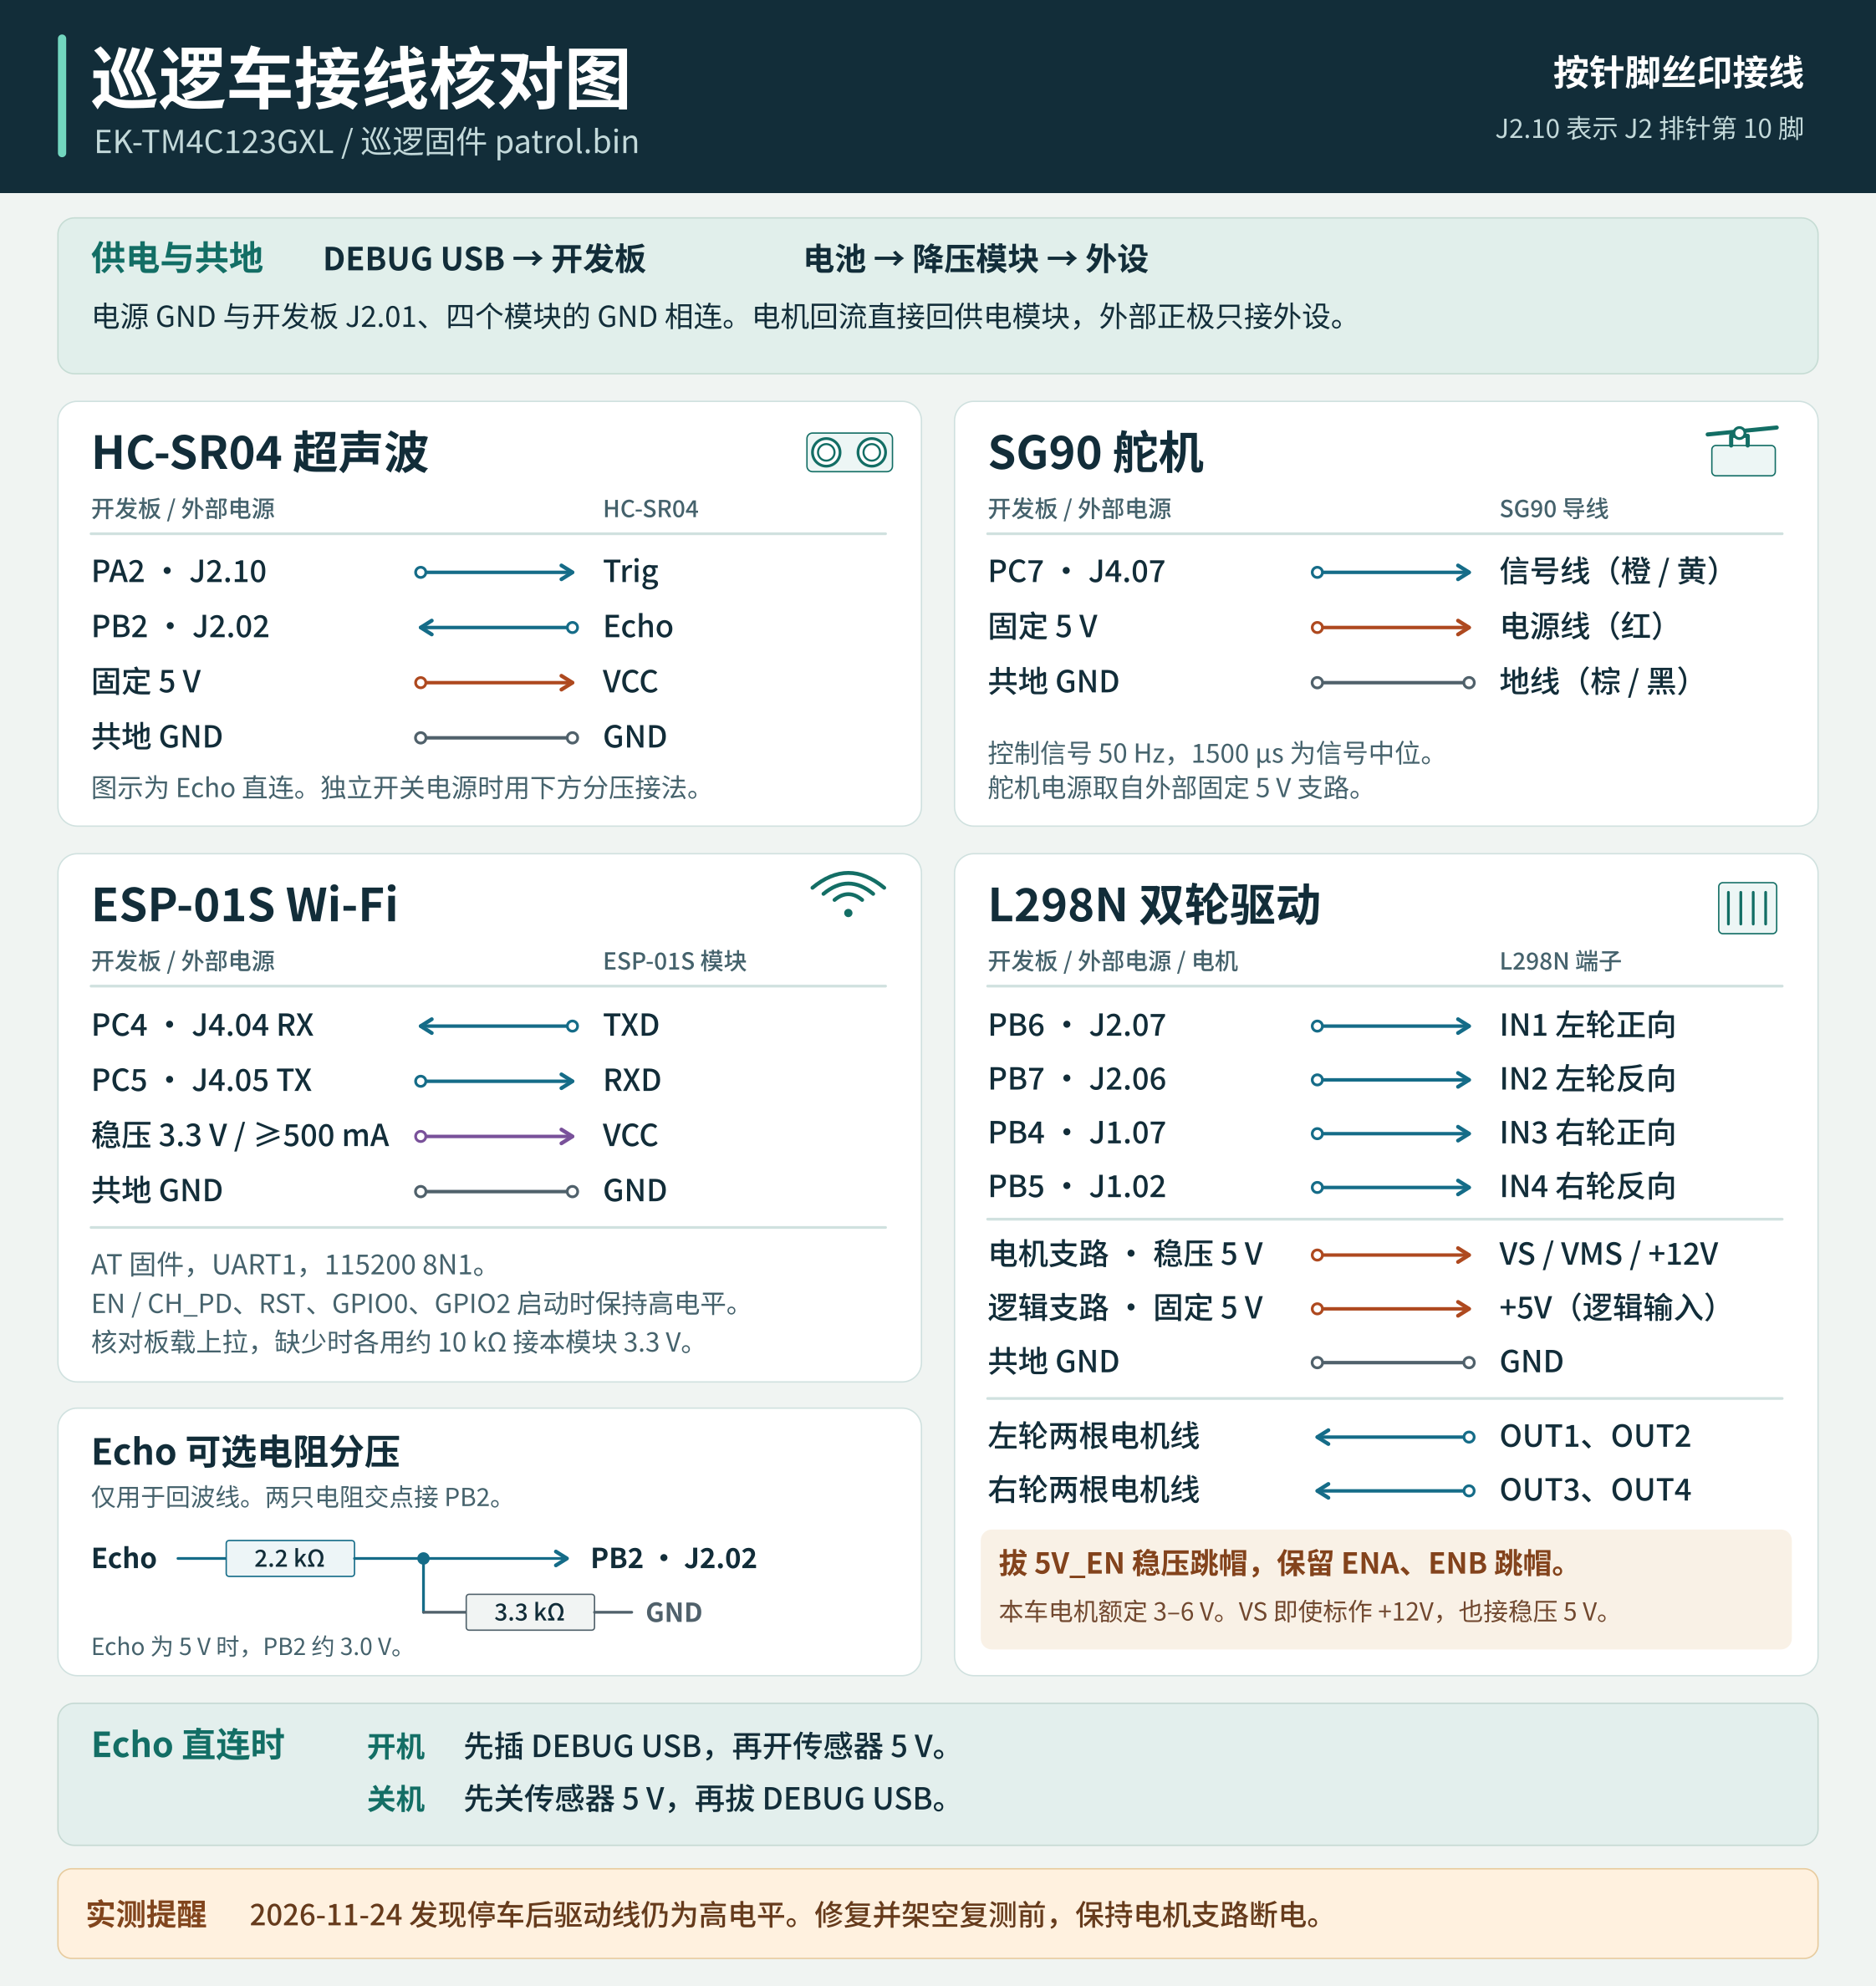 巡逻车接线核对图
EK-TM4C123GXL / 巡逻固件 patrol.bin
按针脚丝印接线
J2.10 表示 J2 排针第 10 脚
供电与共地 DEBUG USB → 开发板 电池 → 降压模块 → 外设
电源 GND 与开发板 J2.01、四个模块的 GND 相连。电机回流直接回供电模块，外部正极只接外设。
HC-SR04 超声波
开发板 / 外部电源 HC-SR04
PA2 · J2.10 Trig
PB2 · J2.02 Echo
固定 5 V VCC
共地 GND GND
图示为 Echo 直连。独立开关电源时用下方分压接法。
SG90 舵机
开发板 / 外部电源 SG90 导线
PC7 · J4.07 信号线（橙 / 黄）
固定 5 V 电源线（红）
共地 GND 地线（棕 / 黑）
控制信号 50 Hz，1500 μs 为信号中位。
舵机电源取自外部固定 5 V 支路。
ESP-01S Wi-Fi
开发板 / 外部电源 ESP-01S 模块
PC4 · J4.04 RX TXD
PC5 · J4.05 TX RXD
稳压 3.3 V / ≥500 mA VCC
共地 GND GND
AT 固件，UART1，115200 8N1。
EN / CH_PD、RST、GPIO0、GPIO2 启动时保持高电平。
核对板载上拉，缺少时各用约 10 kΩ 接本模块 3.3 V。
L298N 双轮驱动
开发板 / 外部电源 / 电机 L298N 端子
PB6 · J2.07 IN1 左轮正向
PB7 · J2.06 IN2 左轮反向
PB4 · J1.07 IN3 右轮正向
PB5 · J1.02 IN4 右轮反向
电机支路 · 稳压 5 V VS / VMS / +12V
逻辑支路 · 固定 5 V +5V（逻辑输入）
共地 GND GND
左轮两根电机线 OUT1、OUT2
右轮两根电机线 OUT3、OUT4
拔 5V_EN 稳压跳帽，保留 ENA、ENB 跳帽。
本车电机额定 3–6 V。VS 即使标作 +12V，也接稳压 5 V。
Echo 可选电阻分压
仅用于回波线。两只电阻交点接 PB2。
Echo 2.2 kΩ PB2 · J2.02
3.3 kΩ GND
Echo 为 5 V 时，PB2 约 3.0 V。
Echo 直连时 开机 先插 DEBUG USB，再开传感器 5 V。
关机 先关传感器 5 V，再拔 DEBUG USB。
实测提醒 2026-11-24 发现停车后驱动线仍为高电平。修复并架空复测前，保持电机支路断电。